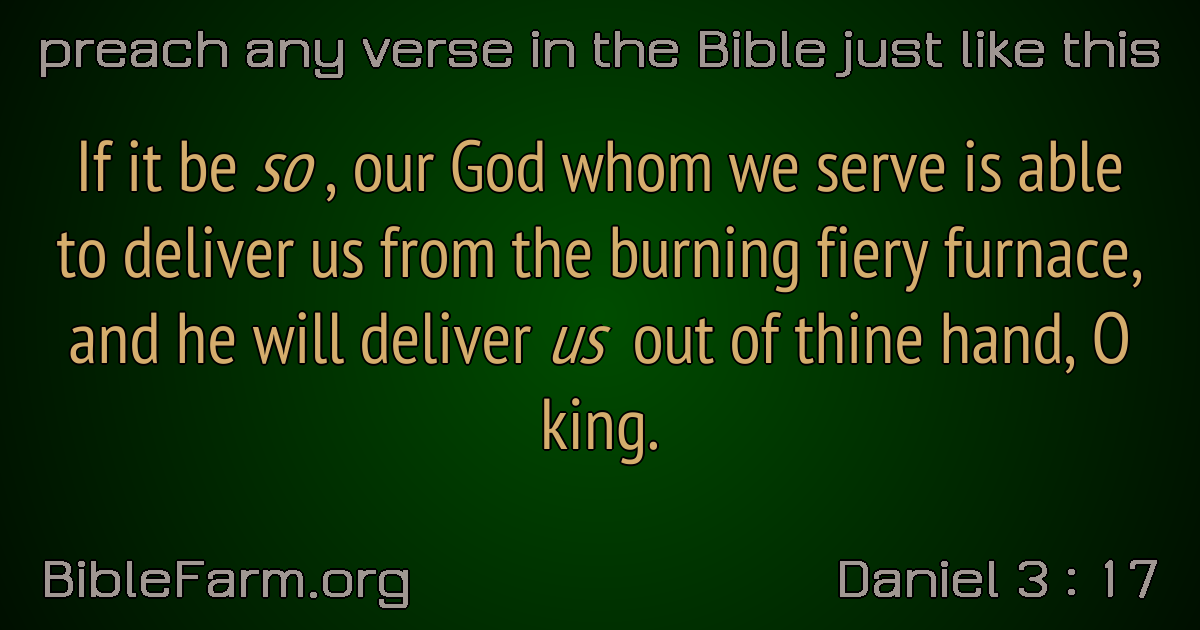 preach any verse in the Bible just like this
If it be so , our God whom we serve is able
to deliver us from the burning fiery furnace,
and he will deliver us out of thine hand, O
king.
BibleFarm.org
Daniel 3 : 17